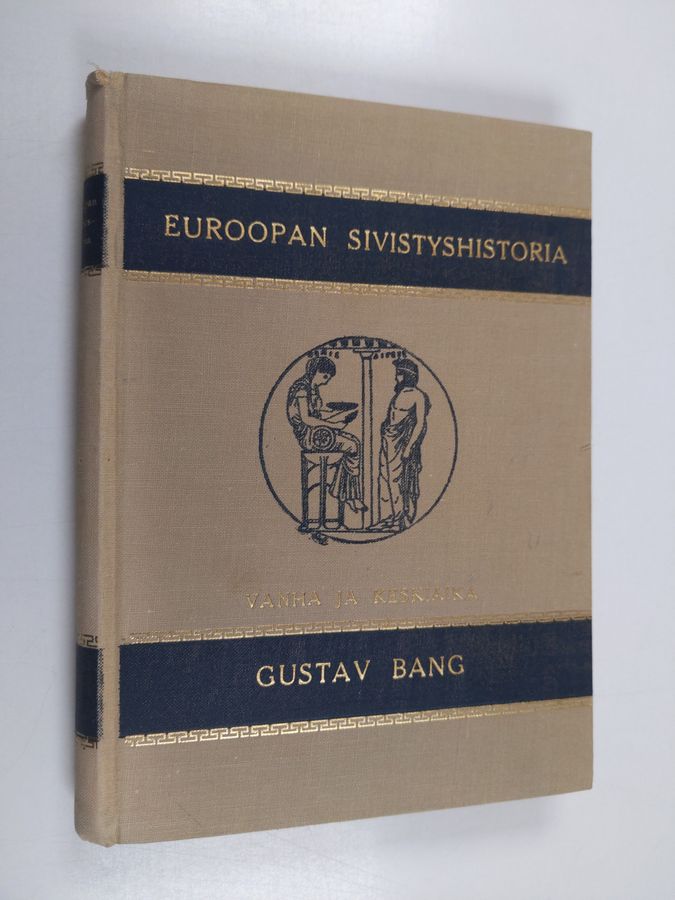 EUROOPAN SIVISTYSHISTORIA
VANHA JA KESKIAIKA
GUSTAV BANG